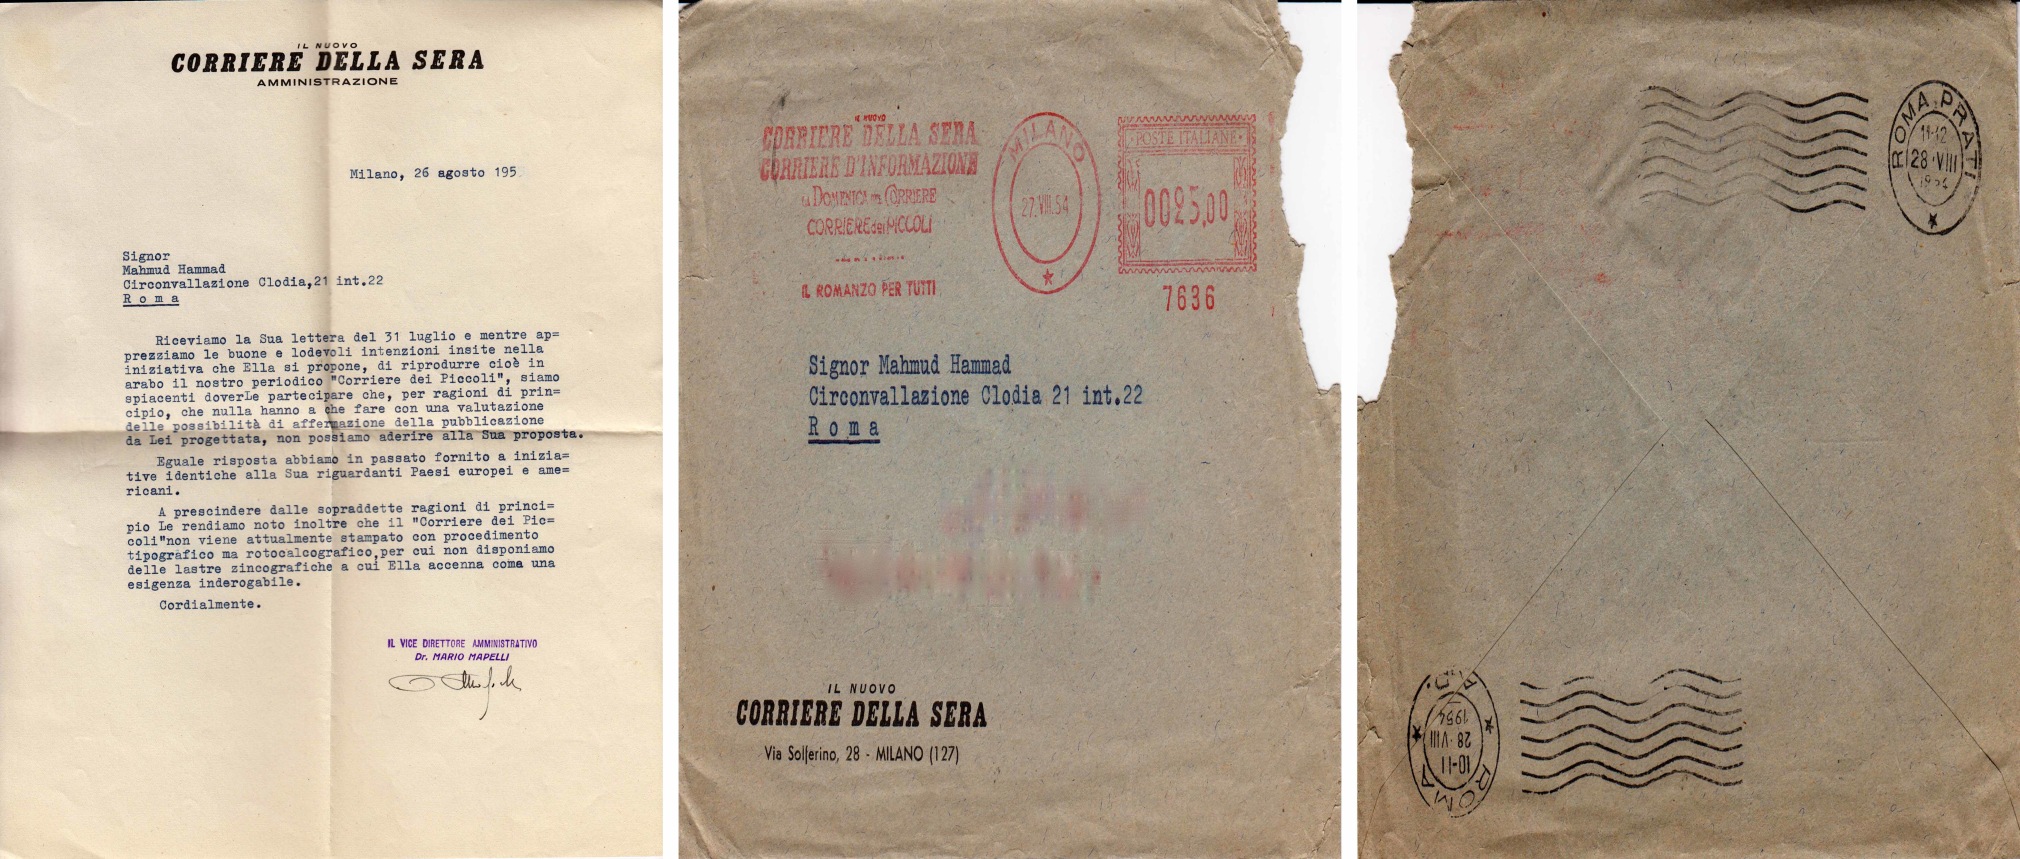 IL NUOVO
CORRIERE DELLA SERA
AMMINISTRAZIONE
Milano, 26 agosto 195
Signor
Mahmud Hammad
Circonvallazione Clodia,21 int.22
Roma
Riceviamo la Sua lettera del 31 luglio e mentre ap=
prezziamo le buone e lodevoli intenzioni insite nella
iniziativa che Ella si propone, di riprodurre cioè in
arabo il nostro periodico "Corriere dei Piccoli", siamo
spiacenti doverLe partecipare che, per ragioni di prin=
cipio, che nulla hanno a che fare con una valutazione
delle possibilità di affermazione della pubblicazione
da Lei progettata, non possiamo aderire alla Sua proposta.
Eguale risposta abbiamo in passato fornito a inizia=
tive identiche alla Sua riguardanti Paesi europei e ame=
ricani.
A prescindere dalle sopraddette ragioni di princi=
pio Le rendiamo noto inoltre che il "Corriere dei Pic=
coli"non viene attualmente stampato con procedimento
tipografico ma rotocalcografico,per cui non disponiamo
delle lastre zincografiche a cui Ella accenna coma una
esigenza inderogabile.
Cordialmente.
IL VICE DIRETTORE AMMINISTRATIVO
Dr. MARIO MAPELLI
IL NUOVO
CORRIERE DELLA SERA
CORRIERE D'INFORMAZIONE
LA DOMENICA DEL CORRIERE
CORRIERE dei PICCOLI
IL ROMANZO PER TUTTI
MILANO
27.VIII.54
POSTE ITALIANE
0025,00
7636
Signor Mahmud Hammad
Circonvallazione Clodia 21 int.22
Roma
IL NUOVO
CORRIERE DELLA SERA
Via Solferino, 28 - MILANO (127)
ROMA PRATI
11-12
28·VIII
1954
ROMA A.D.
10-11
28·VIII
1954